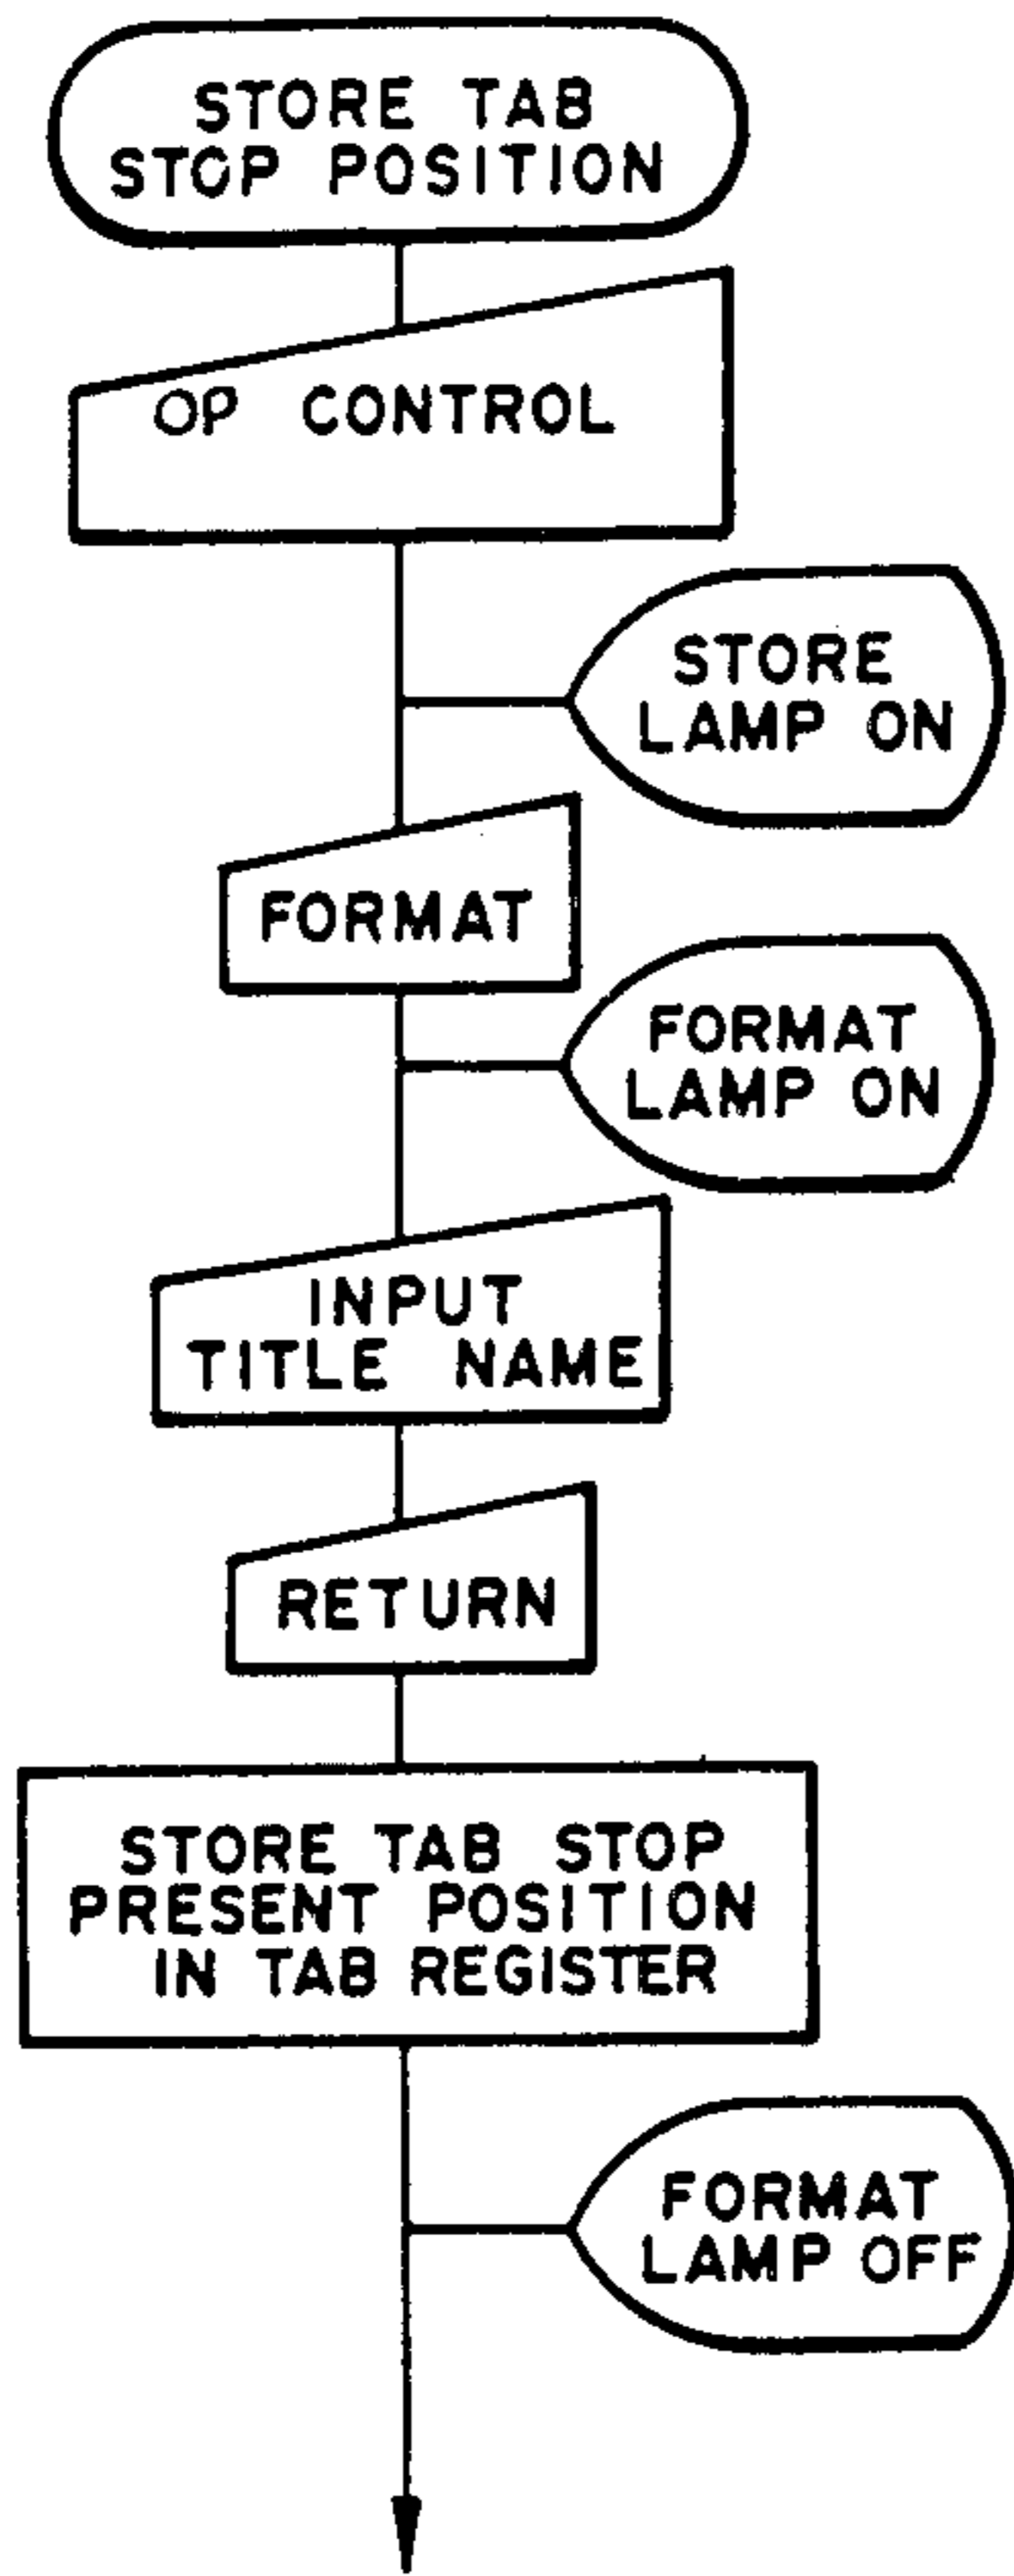 STORE TAB
STOP POSITION
OP CONTROL
STORE
LAMP ON
FORMAT
FORMAT
LAMP ON
INPUT
TITLE NAME
RETURN
STORE TAB STOP
PRESENT POSITION
IN TAB REGISTER
FORMAT
LAMP OFF